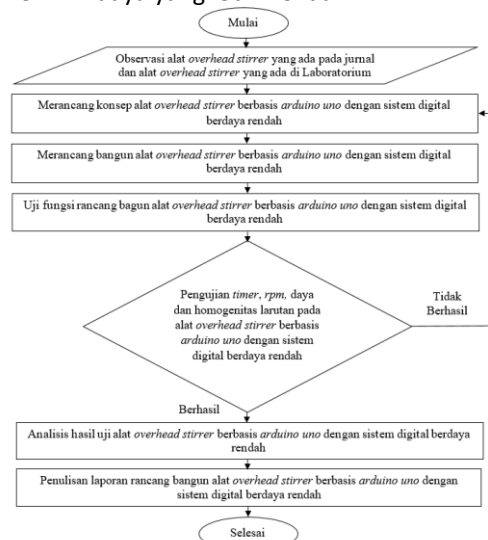 Mulai
Observasi alat overhead stirrer yang ada pada jurnal
dan alat overhead stirrer yang ada di Laboratorium
Merancang konsep alat overhead stirrer berbasis arduino uno dengan sistem digital
berdaya rendah
Merancang bangun alat overhead stirrer berbasis arduino uno dengan sistem digital
berdaya rendah
Uji fungsi rancang bagun alat overhead stirrer berbasis arduino uno dengan sistem digital
berdaya rendah
Pengujian timer, rpm, daya
dan homogenitas larutan pada
alat overhead stirrer berbasis
arduino uno dengan sistem
digital berdaya rendah
Tidak
Berhasil
Berhasil
Analisis hasil uji alat overhead stirrer berbasis arduino uno dengan sistem digital berdaya
rendah
Penulisan laporan rancang bangun alat overhead stirrer berbasis arduino uno dengan
sistem digital berdaya rendah
Selesai